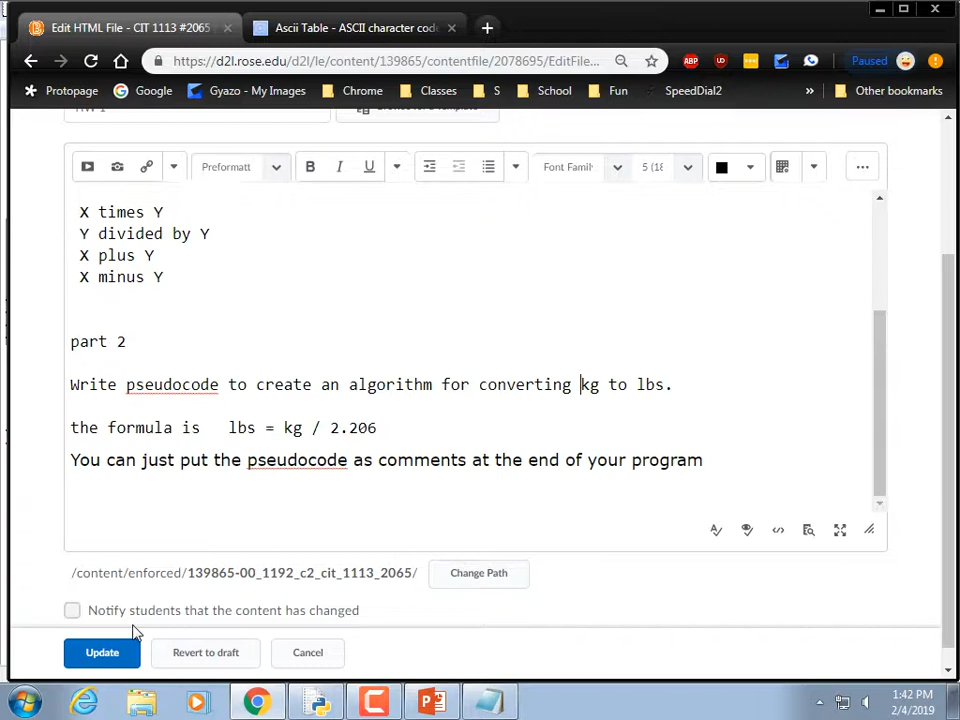 Edit HTML File - CIT 1113 #2065
Ascii Table - ASCII character code
https://d2l.rose.edu/d2l/le/content/139865/contentfile/2078695/EditFile...
ABP
Paused
Protopage
Google
Gyazo - My Images
Chrome
Classes
S
School
Fun
SpeedDial2
»
Other bookmarks
Preformatt
B
I
U
Font Family
5 (18
...
X times Y
Y divided by Y
X plus Y
X minus Y
part 2
Write pseudocode to create an algorithm for converting kg to lbs.
the formula is lbs = kg / 2.206
You can just put the pseudocode as comments at the end of your program
/content/enforced/139865-00_1192_c2_cit_1113_2065/
Change Path
Notify students that the content has changed
Update
Revert to draft
Cancel
1:42 PM
2/4/2019